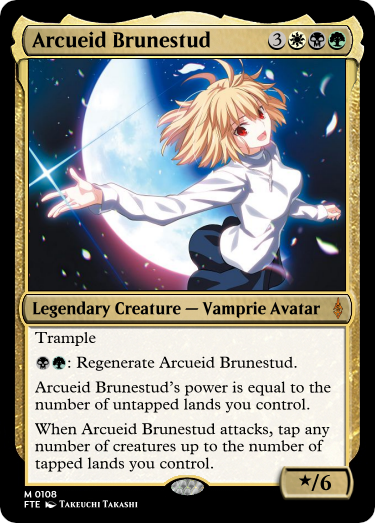 Arcueid Brunestud 3
Legendary Creature — Vamprie Avatar
Trample
: Regenerate Arcueid Brunestud.
Arcueid Brunestud's power is equal to the
number of untapped lands you control.
When Arcueid Brunestud attacks, tap any
number of creatures up to the number of
tapped lands you control.
M 0108
FTE Takeuchi Takashi
★/6